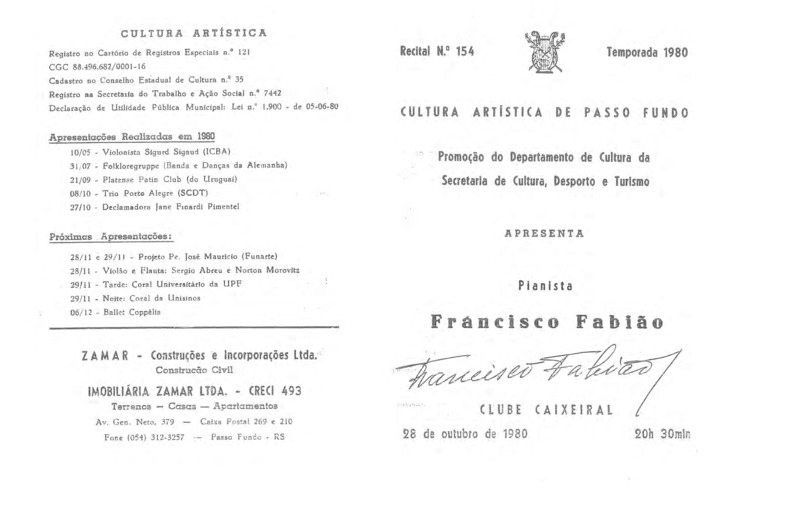 CULTURA ARTÍSTICA
Registro no Cartório de Registros Especiais n.º 121
CGC 88.496.682/0001-16
Cadastro no Conselho Estadual de Cultura n.º 35
Registro na Secretaria do Trabalho e Ação Social n.º 7442
Declaração de Utilidade Pública Municipal: Lei n.º 1.900 - de 05-06-80
Apresentações Realizadas em 1980
10/05 - Violonista Sigurd Sigaud (ICBA)
31/07 - Folkloregruppe (Banda e Danças da Alemanha)
21/09 - Platense Patin Club (do Uruguai)
08/10 - Trio Porto Alegre (SCDT)
27/10 - Declamadora Jane Finardi Pimentel
Próximas Apresentações:
28/11 e 29/11 - Projeto Pe. José Maurício (Funarte)
28/11 - Violão e Flauta: Sergio Abreu e Norton Morovitz
29/11 - Tarde: Coral Universitário da UPF
29/11 - Noite: Coral da Unisinos
06/12 - Ballet Coppélia
ZAMAR - Construções e Incorporações Ltda.
Construção Civil
IMOBILIÁRIA ZAMAR LTDA. - CRECI 493
Terrenos — Casas — Apartamentos
Av. Gen. Neto, 379 — Caixa Postal 269 e 210
Fone (054) 312-3257 — Passo Fundo - RS
Recital N.º 154
Temporada 1980
CULTURA ARTÍSTICA DE PASSO FUNDO
Promoção do Departamento de Cultura da
Secretaria de Cultura, Desporto e Turismo
APRESENTA
Pianista
Francisco Fabião
Francisco Fabião
CLUBE CAIXEIRAL
28 de outubro de 1980
20h 30min